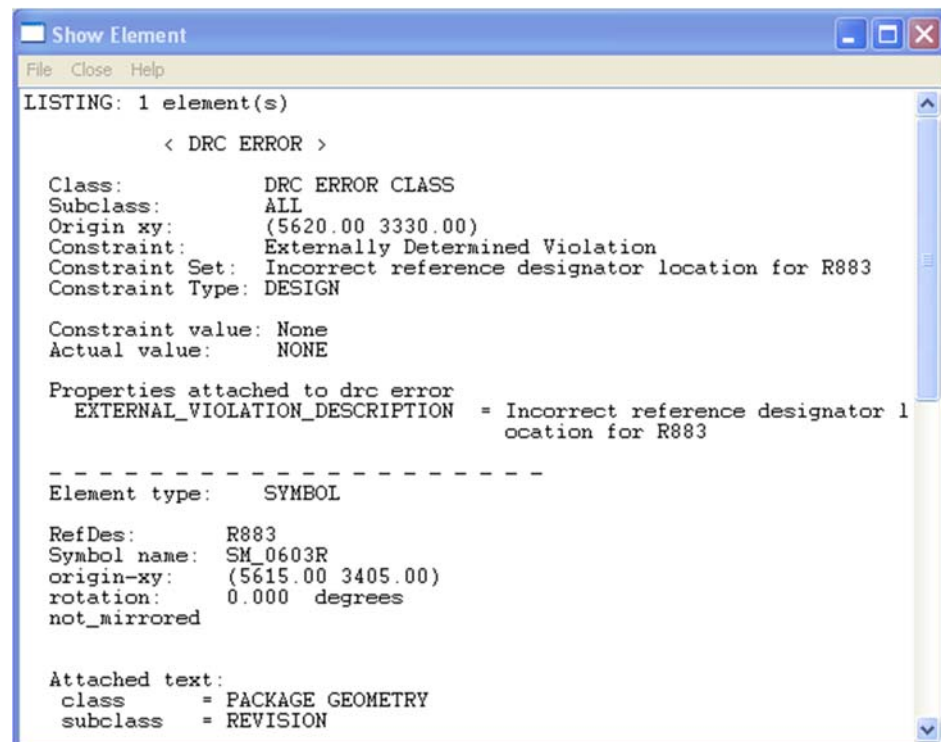 Show Element
File Close Help
LISTING: 1 element(s)
< DRC ERROR >
Class: DRC ERROR CLASS
Subclass: ALL
Origin xy: (5620.00 3330.00)
Constraint: Externally Determined Violation
Constraint Set: Incorrect reference designator location for R883
Constraint Type: DESIGN
Constraint value: None
Actual value: NONE
Properties attached to drc error
EXTERNAL_VIOLATION_DESCRIPTION = Incorrect reference designator l
ocation for R883
- - - - - - - - - - - - - - - - - - - -
Element type: SYMBOL
RefDes: R883
Symbol name: SM_0603R
origin-xy: (5615.00 3405.00)
rotation: 0.000 degrees
not_mirrored
Attached text:
class = PACKAGE GEOMETRY
subclass = REVISION